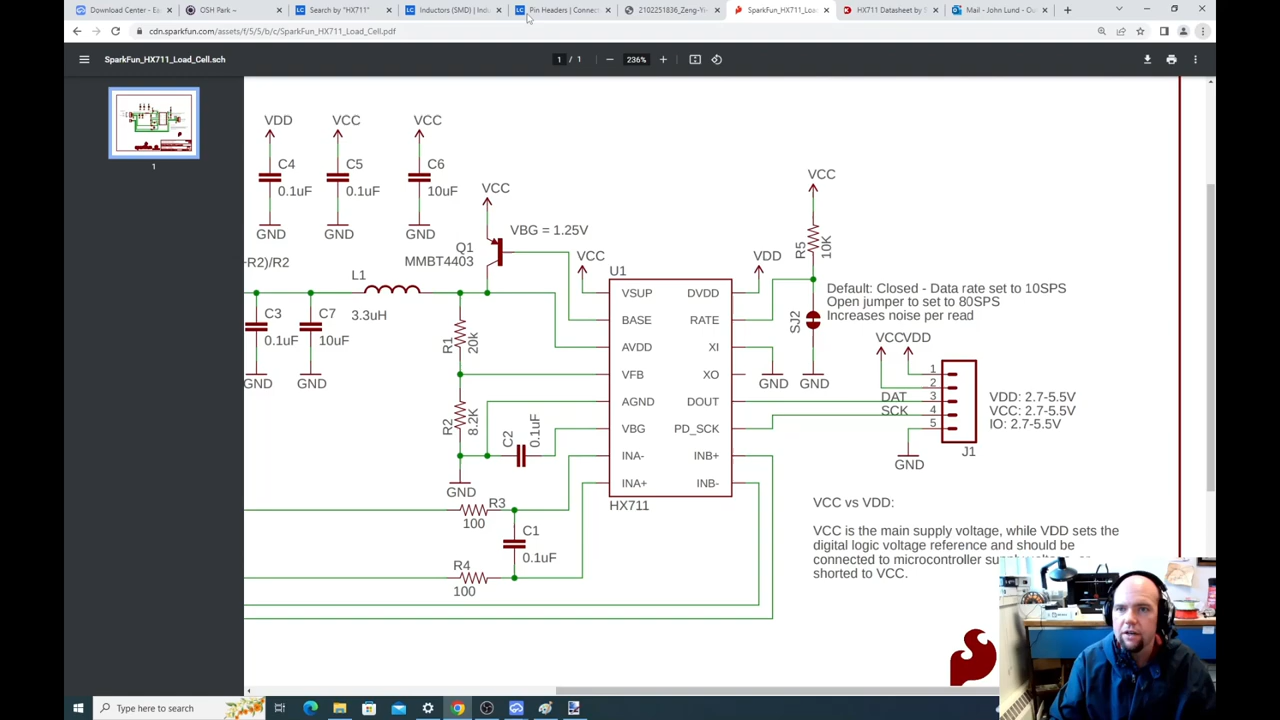 Download Center - Ea
OSH Park ~
Search by "HX711"
Inductors (SMD) | Ind
Pin Headers | Connect
2102251836_Zeng-Yi-
SparkFun_HX711_Load
HX711 Datasheet by S
Mail - John Lund - Ou
cdn.sparkfun.com/assets/f/5/5/b/c/SparkFun_HX711_Load_Cell.pdf
SparkFun_HX711_Load_Cell.sch
1 / 1
236%
1
VDD
VCC
VCC
C4
0.1uF
C5
0.1uF
C6
10uF
GND
GND
GND
VCC
VBG = 1.25V
Q1
MMBT4403
-R2)/R2
L1
3.3uH
C3
0.1uF
C7
10uF
GND
GND
R1
20k
R2
8.2K
GND
C2
0.1uF
R3
100
C1
0.1uF
R4
100
VCC
U1
VSUP
BASE
AVDD
VFB
AGND
VBG
INA-
INA+
DVDD
RATE
XI
XO
DOUT
PD_SCK
INB+
INB-
HX711
VDD
GND
VCC
R5
10K
SJ2
GND
Default: Closed - Data rate set to 10SPS
Open jumper to set to 80SPS
Increases noise per read
VCC
VDD
DAT
SCK
1
2
3
4
5
GND
J1
VDD: 2.7-5.5V
VCC: 2.7-5.5V
IO: 2.7-5.5V
VCC vs VDD:
VCC is the main supply voltage, while VDD sets the
digital logic voltage reference and should be
connected to microcontroller
shorted to VCC.
Type here to search